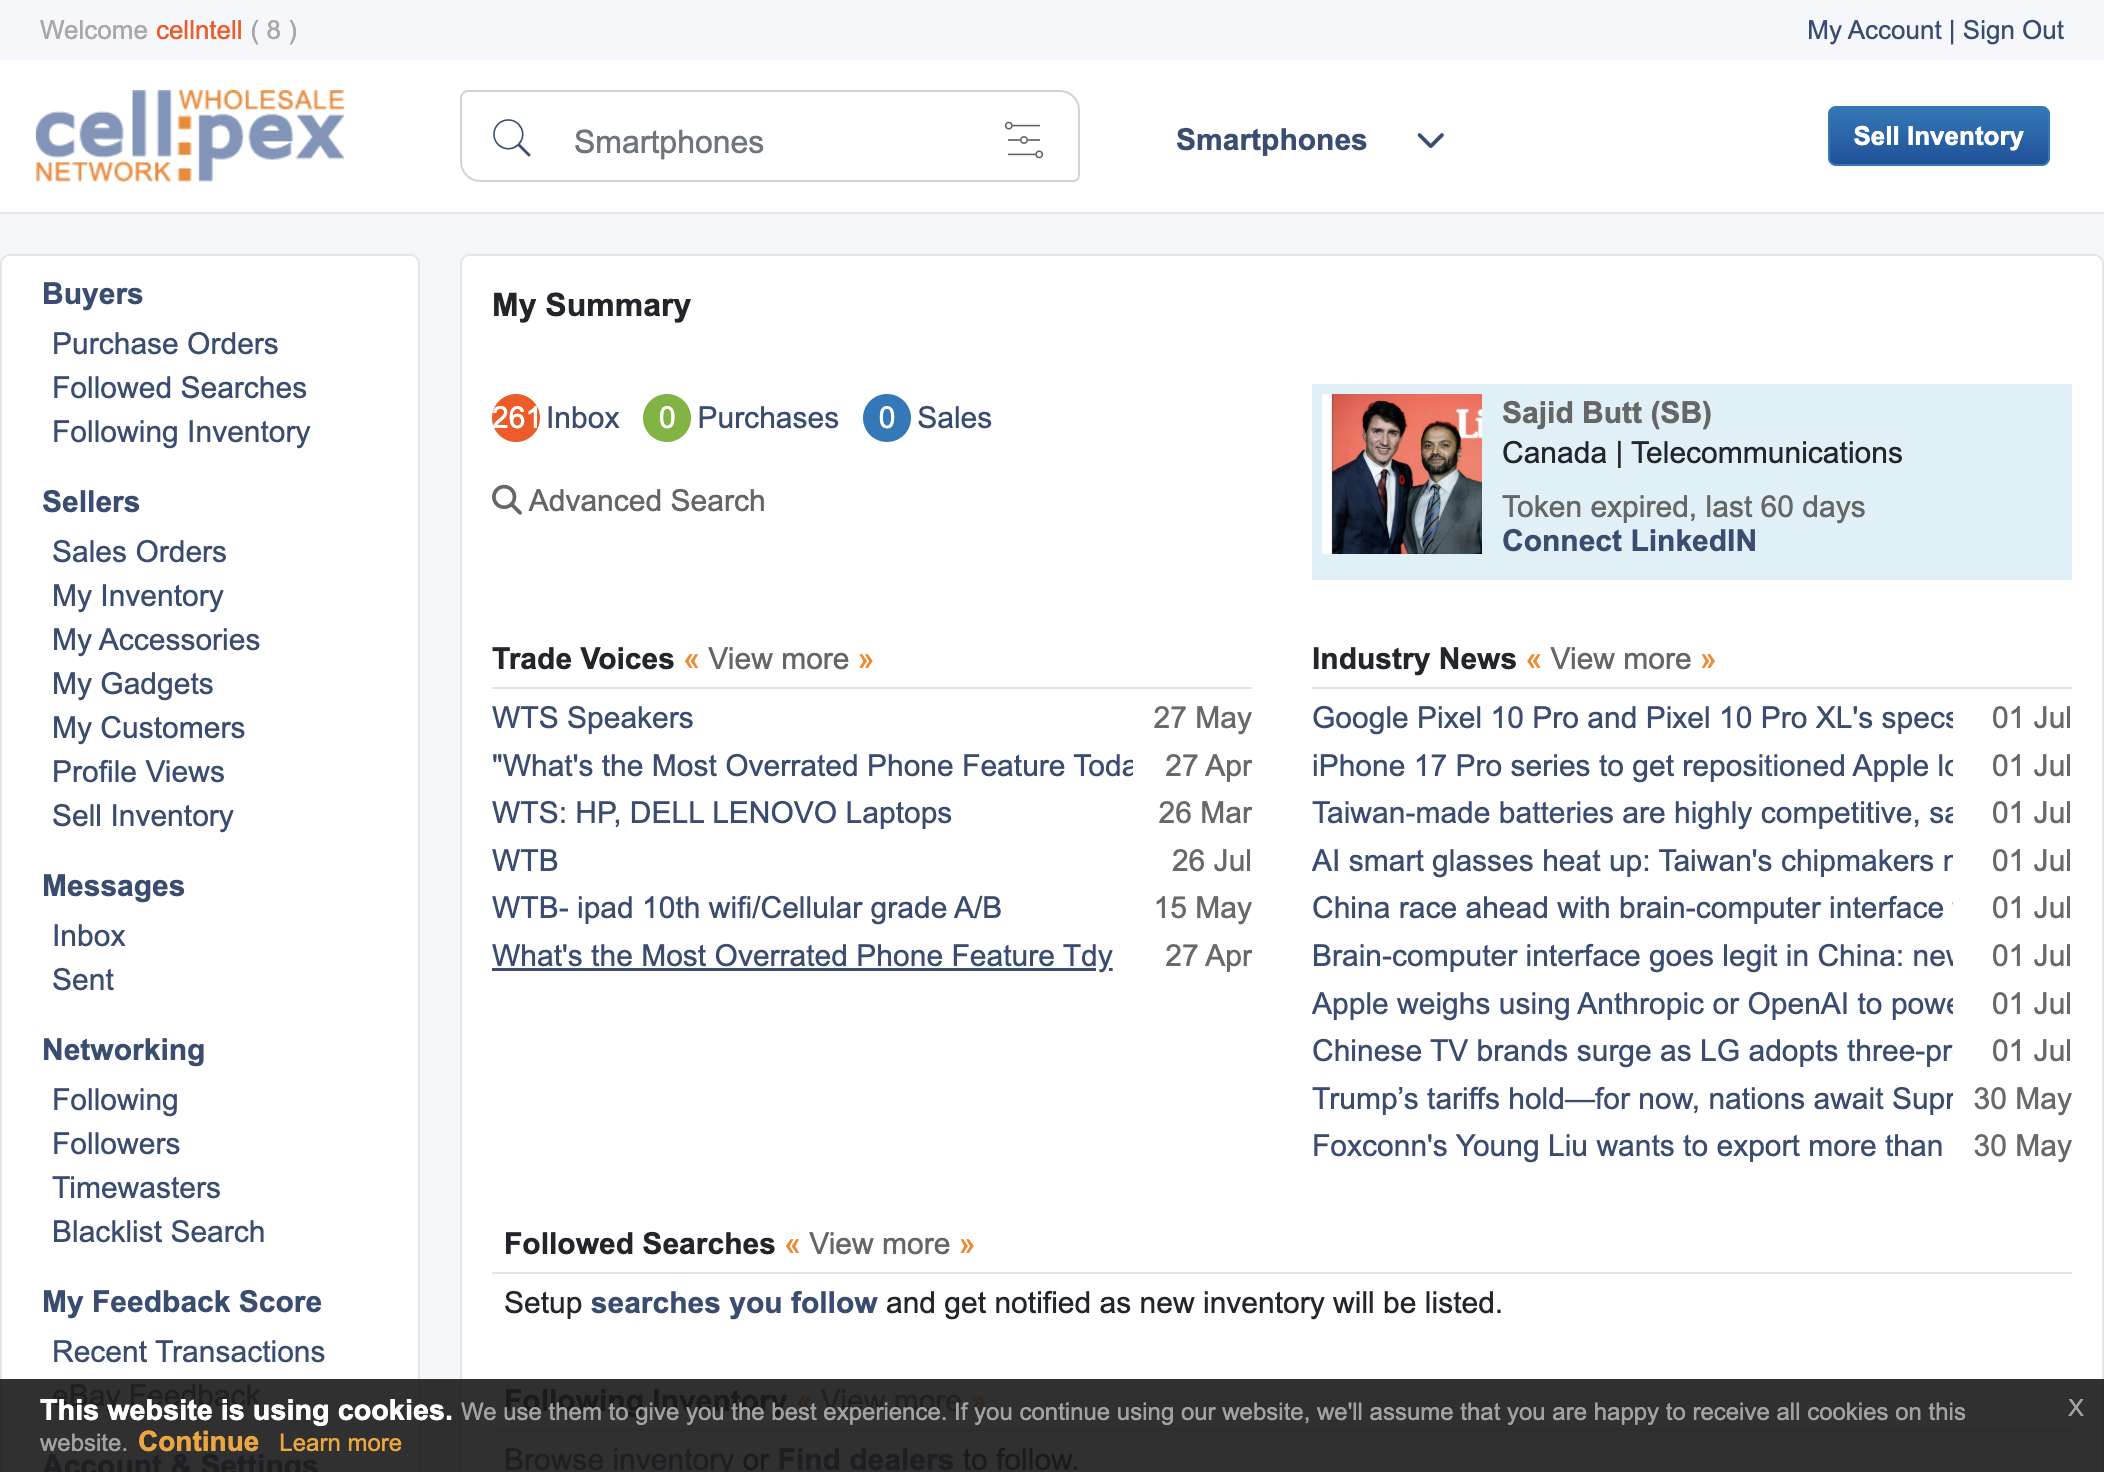 Welcome cellntell ( 8 )
My Account | Sign Out
WHOLESALE
cell:pex
NETWORK
Smartphones
Smartphones
Sell Inventory
Buyers
Purchase Orders
Followed Searches
Following Inventory
Sellers
Sales Orders
My Inventory
My Accessories
My Gadgets
My Customers
Profile Views
Sell Inventory
Messages
Inbox
Sent
Networking
Following
Followers
Timewasters
Blacklist Search
My Feedback Score
Recent Transactions
eBay Feedback
Account & Settings
My Summary
261 Inbox 0 Purchases 0 Sales
Advanced Search
Li
Sajid Butt (SB)
Canada | Telecommunications
Token expired, last 60 days
Connect LinkedIN
Trade Voices « View more »
WTS Speakers 27 May
"What's the Most Overrated Phone Feature Toda 27 Apr
WTS: HP, DELL LENOVO Laptops 26 Mar
WTB 26 Jul
WTB- ipad 10th wifi/Cellular grade A/B 15 May
What's the Most Overrated Phone Feature Tdy 27 Apr
Industry News « View more »
Google Pixel 10 Pro and Pixel 10 Pro XL's specs 01 Jul
iPhone 17 Pro series to get repositioned Apple lo 01 Jul
Taiwan-made batteries are highly competitive, sa 01 Jul
AI smart glasses heat up: Taiwan's chipmakers r 01 Jul
China race ahead with brain-computer interface 01 Jul
Brain-computer interface goes legit in China: nev 01 Jul
Apple weighs using Anthropic or OpenAI to powe 01 Jul
Chinese TV brands surge as LG adopts three-pr 01 Jul
Trump’s tariffs hold—for now, nations await Supr 30 May
Foxconn's Young Liu wants to export more than 30 May
Followed Searches « View more »
Setup searches you follow and get notified as new inventory will be listed.
Following Inventory « View more »
Browse inventory or Find dealers to follow.
This website is using cookies. We use them to give you the best experience. If you continue using our website, we'll assume that you are happy to receive all cookies on this
website. Continue Learn more
X